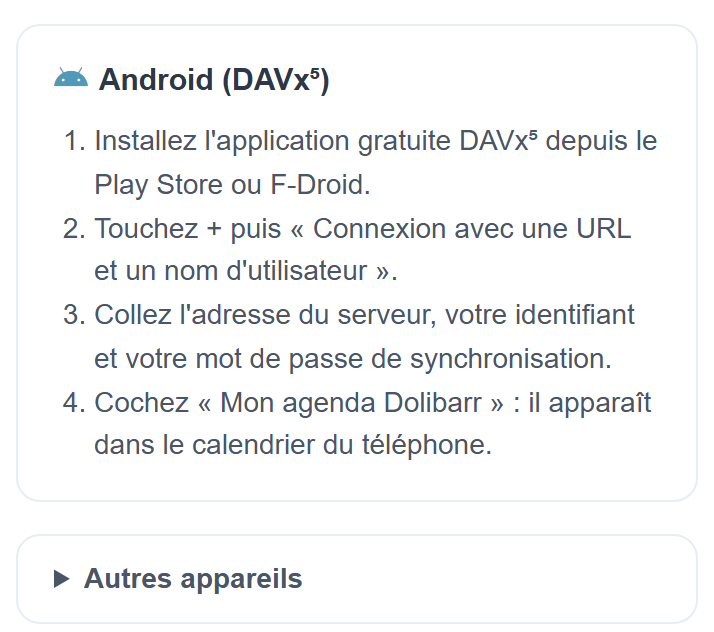 Android (DAVx⁵)
1. Installez l'application gratuite DAVx⁵ depuis le
Play Store ou F-Droid.
2. Touchez + puis « Connexion avec une URL
et un nom d'utilisateur ».
3. Collez l'adresse du serveur, votre identifiant
et votre mot de passe de synchronisation.
4. Cochez « Mon agenda Dolibarr » : il apparaît
dans le calendrier du téléphone.
Autres appareils